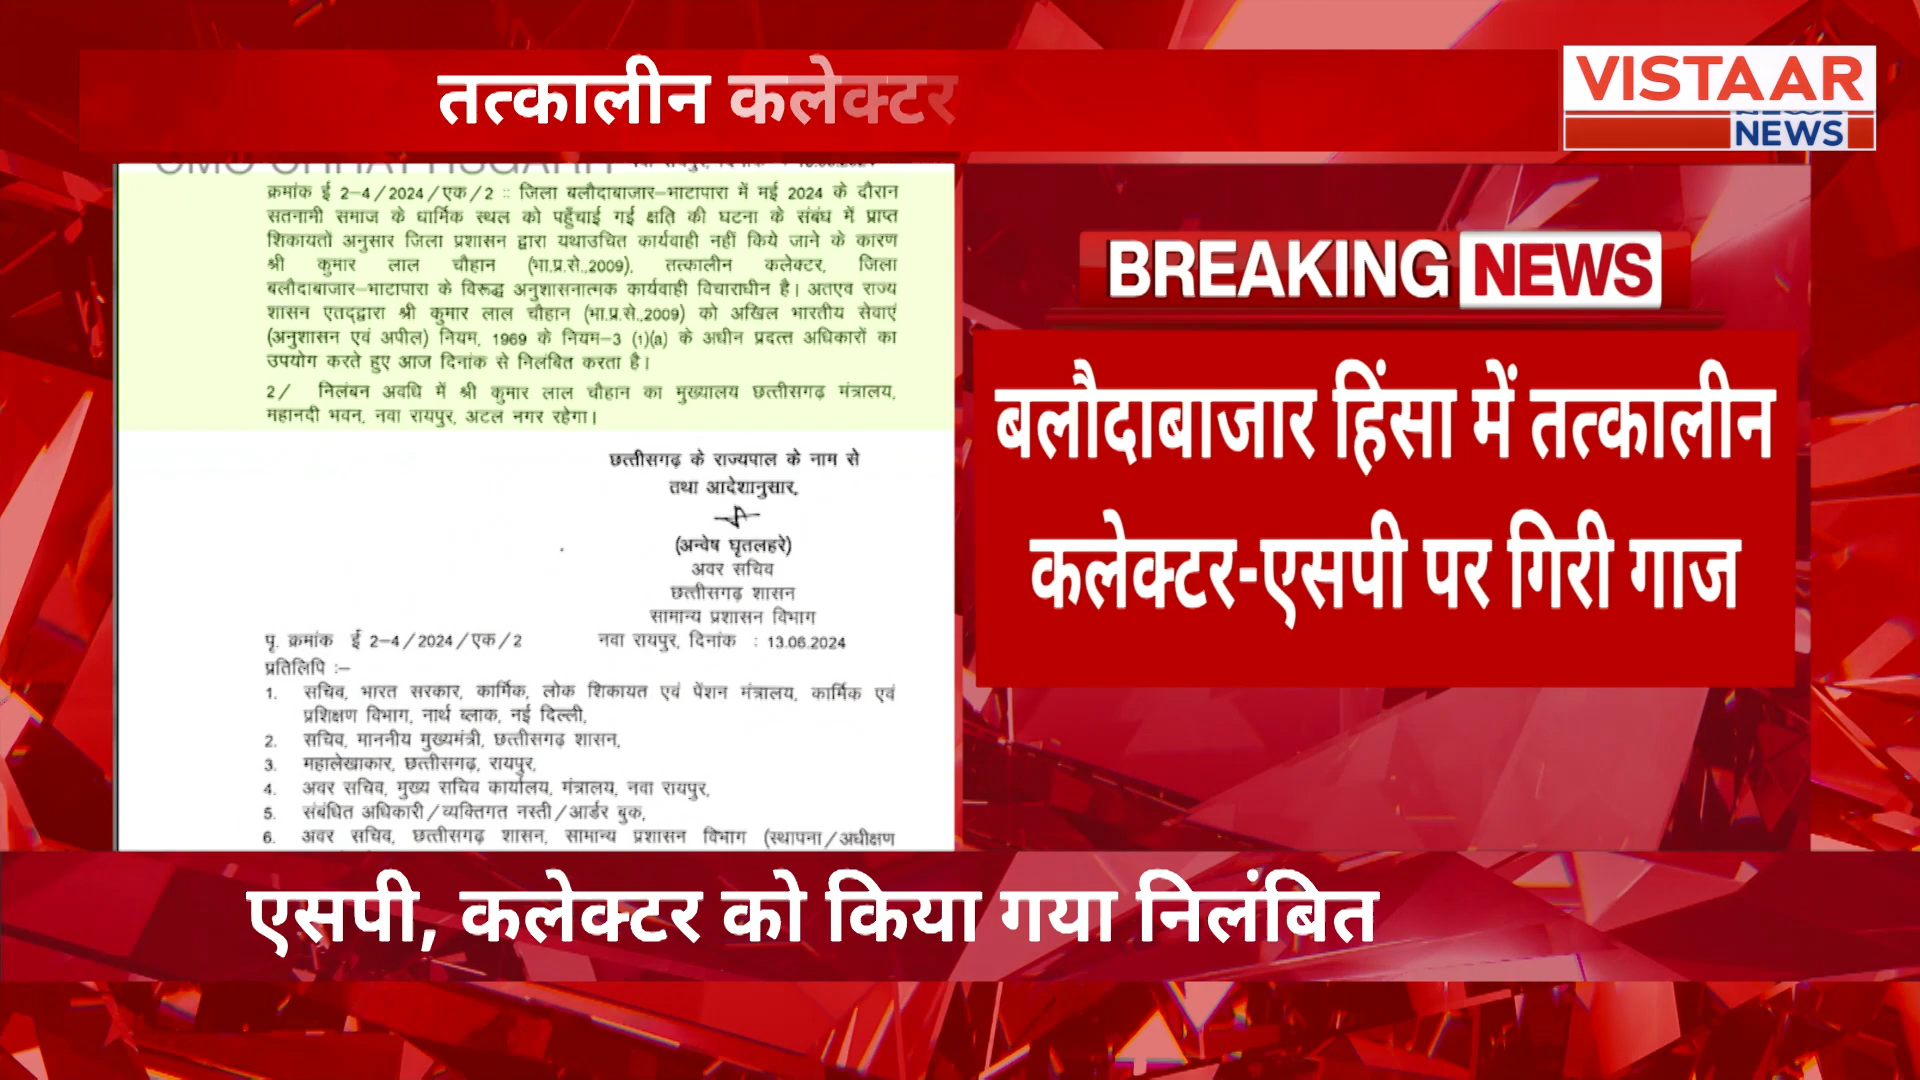 तत्कालीन कलेक्टर
VISTAAR
NEWS
क्रमांक ई 2–4/2024/एक/2 :: जिला बलौदाबाजार–भाटापारा में मई 2024 के दौरान
सतनामी समाज के धार्मिक स्थल को पहुँचाई गई क्षति की घटना के संबंध में प्राप्त
शिकायतों अनुसार जिला प्रशासन द्वारा यथाउचित कार्यवाही नहीं किये जाने के कारण
श्री कुमार लाल चौहान (भा.प्र.से.,2009), तत्कालीन कलेक्टर, जिला
बलौदाबाजार–भाटापारा के विरूद्ध अनुशासनात्मक कार्यवाही विचाराधीन है। अतएव राज्य
शासन एतद्द्वारा श्री कुमार लाल चौहान (भा.प्र.से.,2009) को अखिल भारतीय सेवाएं
(अनुशासन एवं अपील) नियम, 1969 के नियम–3 (1)(a) के अधीन प्रदत्त अधिकारों का
उपयोग करते हुए आज दिनांक से निलंबित करता है।
2/ निलंबन अवधि में श्री कुमार लाल चौहान का मुख्यालय छत्तीसगढ़ मंत्रालय,
महानदी भवन, नवा रायपुर, अटल नगर रहेगा।
छत्तीसगढ़ के राज्यपाल के नाम से
तथा आदेशानुसार,
(अन्वेष घृतलहरे)
अवर सचिव
छत्तीसगढ़ शासन
सामान्य प्रशासन विभाग
पृ. क्रमांक ई 2–4/2024/एक/2 नवा रायपुर, दिनांक : 13.06.2024
प्रतिलिपि :–
1. सचिव, भारत सरकार, कार्मिक, लोक शिकायत एवं पेंशन मंत्रालय, कार्मिक एवं
प्रशिक्षण विभाग, नार्थ ब्लाक, नई दिल्ली,
2. सचिव, माननीय मुख्यमंत्री, छत्तीसगढ़ शासन,
3. महालेखाकार, छत्तीसगढ़, रायपुर,
4. अवर सचिव, मुख्य सचिव कार्यालय, मंत्रालय, नवा रायपुर,
5. संबंधित अधिकारी/व्यक्तिगत नस्ती/आर्डर बुक,
6. अवर सचिव, छत्तीसगढ़ शासन, सामान्य प्रशासन विभाग (स्थापना/अधीक्षण
BREAKING NEWS
बलौदाबाजार हिंसा में तत्कालीन
कलेक्टर-एसपी पर गिरी गाज
एसपी, कलेक्टर को किया गया निलंबित